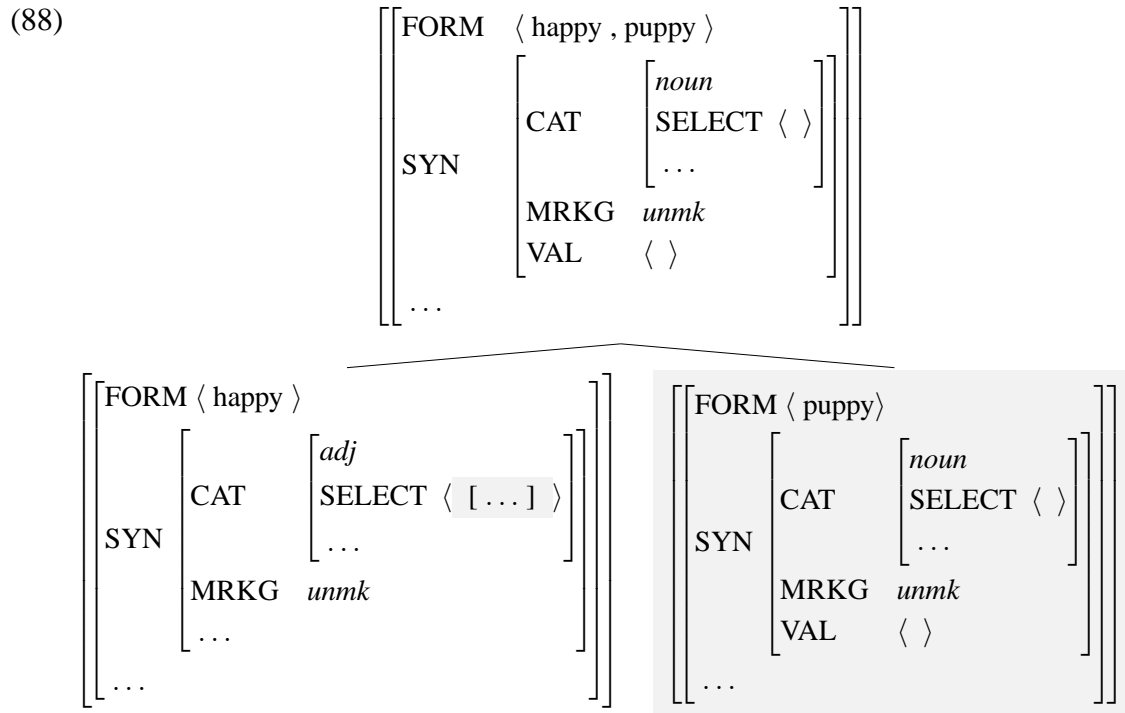 (88)
FORM ⟨ happy , puppy ⟩
noun
CAT SELECT ⟨ ⟩
. . .
SYN
MRKG unmk
VAL ⟨ ⟩
. . .
FORM ⟨ happy ⟩
adj
CAT SELECT ⟨ [ . . . ] ⟩
. . .
SYN
MRKG unmk
. . .
. . .
FORM ⟨ puppy⟩
noun
CAT SELECT ⟨ ⟩
. . .
SYN
MRKG unmk
VAL ⟨ ⟩
. . .